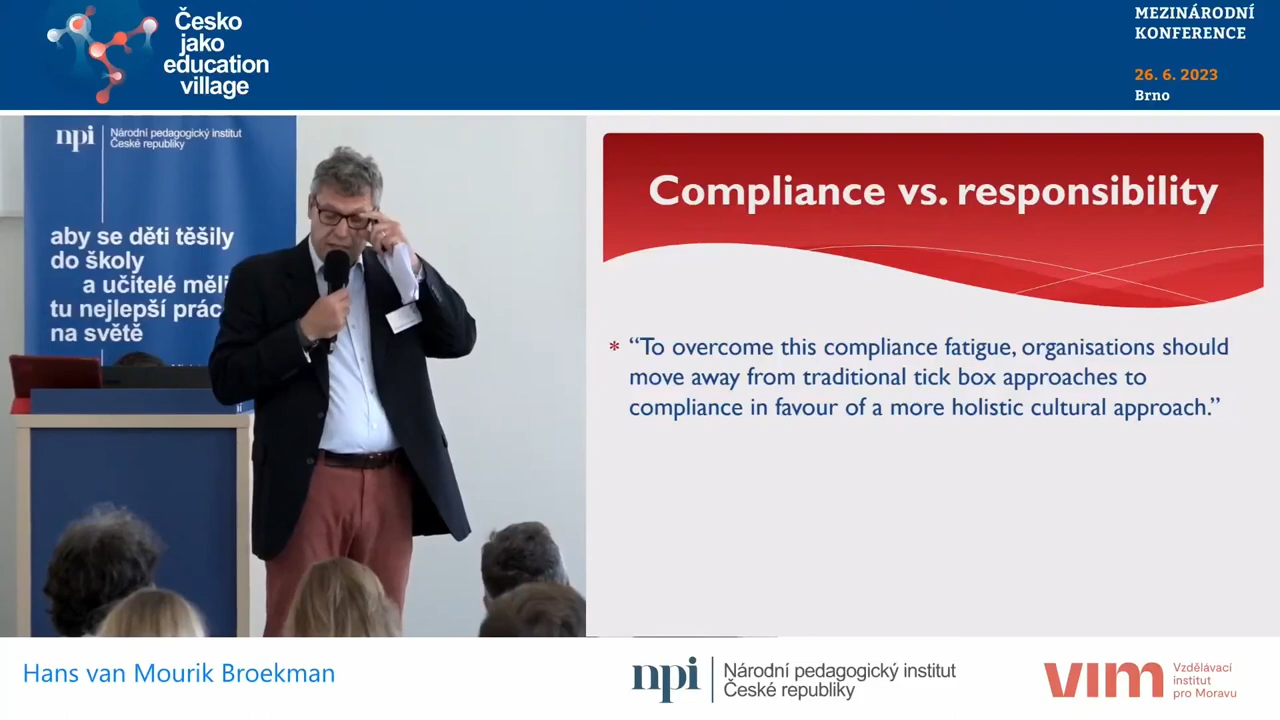 Česko
jako
education
village
MEZINÁRODNÍ
KONFERENCE
26. 6. 2023
Brno
npi
Národní pedagogický institut
České republiky
aby se děti těšily
do školy
a učitelé měli
tu nejlepší prác
na světě
Compliance vs. responsibility
* “To overcome this compliance fatigue, organisations should
move away from traditional tick box approaches to
compliance in favour of a more holistic cultural approach.”
Hans van Mourik Broekman
npi
Národní pedagogický institut
České republiky
vim
Vzdělávací
institut
pro Moravu